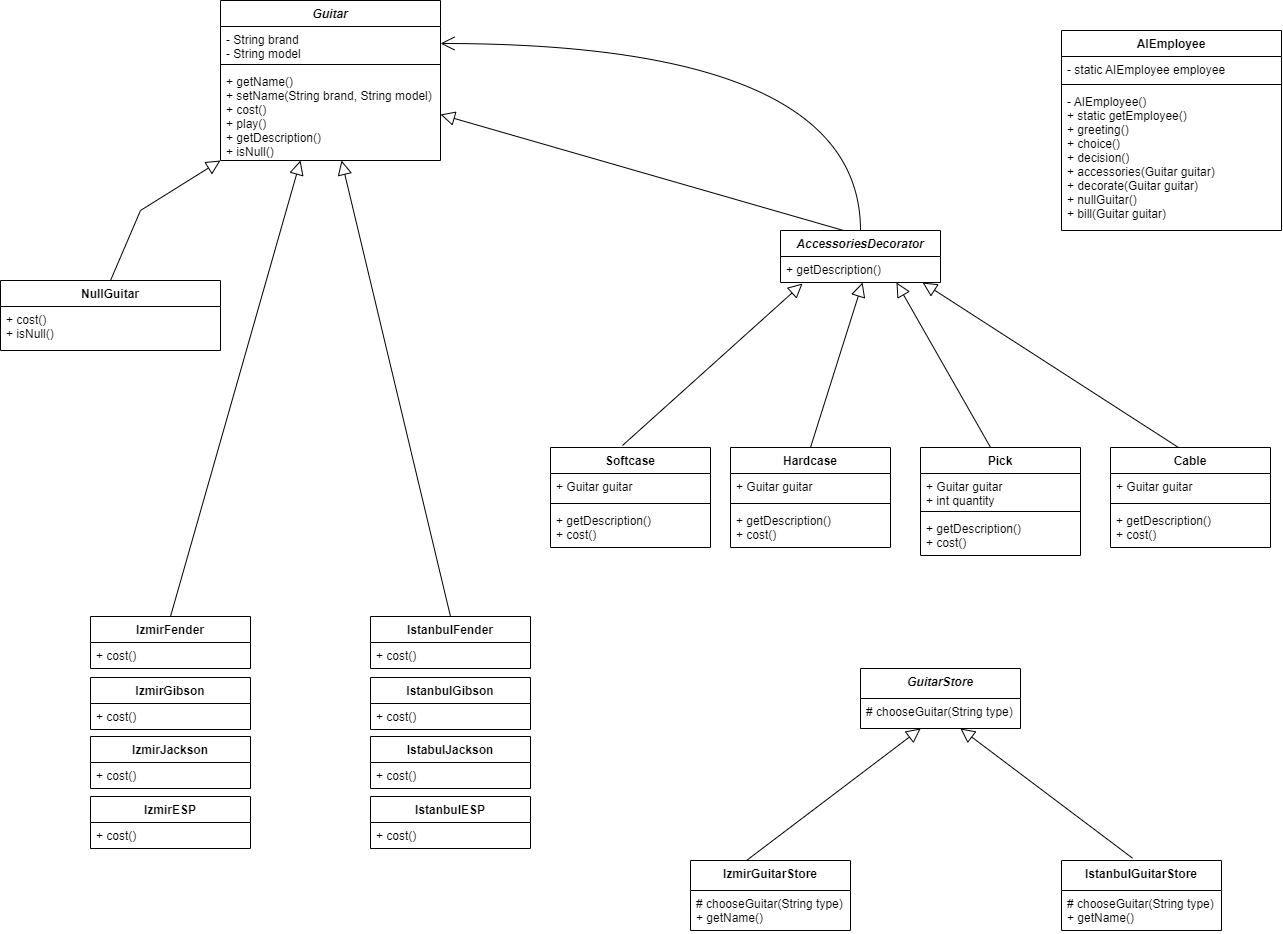 Guitar
- String brand
- String model
+ getName()
+ setName(String brand, String model)
+ cost()
+ play()
+ getDescription()
+ isNull()
AIEmployee
- static AIEmployee employee
- AIEmployee()
+ static getEmployee()
+ greeting()
+ choice()
+ decision()
+ accessories(Guitar guitar)
+ decorate(Guitar guitar)
+ nullGuitar()
+ bill(Guitar guitar)
AccessoriesDecorator
+ getDescription()
NullGuitar
+ cost()
+ isNull()
Softcase
+ Guitar guitar
+ getDescription()
+ cost()
Hardcase
+ Guitar guitar
+ getDescription()
+ cost()
Pick
+ Guitar guitar
+ int quantity
+ getDescription()
+ cost()
Cable
+ Guitar guitar
+ getDescription()
+ cost()
IzmirFender
+ cost()
IzmirGibson
+ cost()
IzmirJackson
+ cost()
IzmirESP
+ cost()
IstanbulFender
+ cost()
IstanbulGibson
+ cost()
IstabulJackson
+ cost()
IstanbulESP
+ cost()
GuitarStore
# chooseGuitar(String type)
IzmirGuitarStore
# chooseGuitar(String type)
+ getName()
IstanbulGuitarStore
# chooseGuitar(String type)
+ getName()